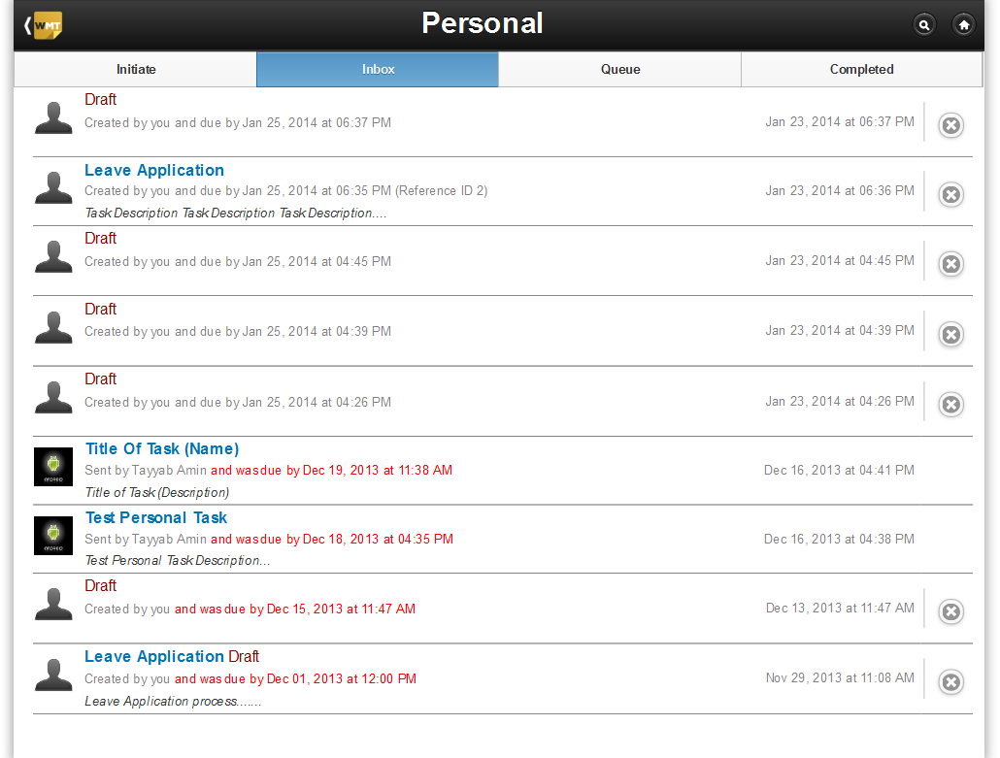 WMT
Personal
Initiate Inbox Queue Completed
Draft
Created by you and due by Jan 25, 2014 at 06:37 PM Jan 23, 2014 at 06:37 PM
Leave Application
Created by you and due by Jan 25, 2014 at 06:35 PM (Reference ID 2) Jan 23, 2014 at 06:36 PM
Task Description Task Description Task Description....
Draft
Created by you and due by Jan 25, 2014 at 04:45 PM Jan 23, 2014 at 04:45 PM
Draft
Created by you and due by Jan 25, 2014 at 04:39 PM Jan 23, 2014 at 04:39 PM
Draft
Created by you and due by Jan 25, 2014 at 04:26 PM Jan 23, 2014 at 04:26 PM
Title Of Task (Name)
Sent by Tayyab Amin and was due by Dec 19, 2013 at 11:38 AM Dec 16, 2013 at 04:41 PM
Title of Task (Description)
Test Personal Task
Sent by Tayyab Amin and was due by Dec 18, 2013 at 04:35 PM Dec 16, 2013 at 04:38 PM
Test Personal Task Description...
Draft
Created by you and was due by Dec 15, 2013 at 11:47 AM Dec 13, 2013 at 11:47 AM
Leave Application Draft
Created by you and was due by Dec 01, 2013 at 12:00 PM Nov 29, 2013 at 11:08 AM
Leave Application process.......